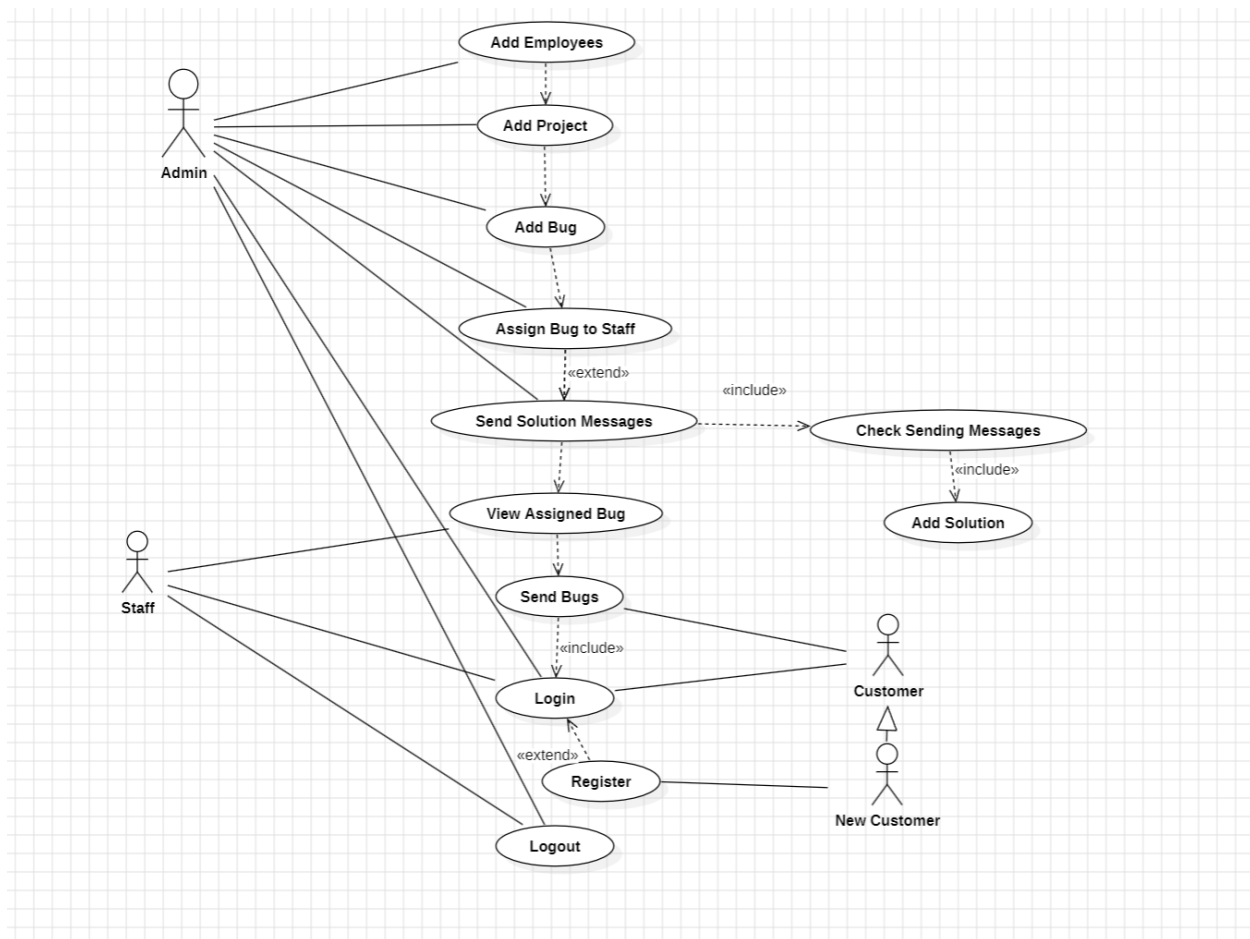 Add Employees
Add Project
Admin
Add Bug
Assign Bug to Staff
«extend»
«include»
Send Solution Messages
Check Sending Messages
«include»
View Assigned Bug
Add Solution
Send Bugs
Staff
«include»
Login
Customer
«extend»
Register
New Customer
Logout